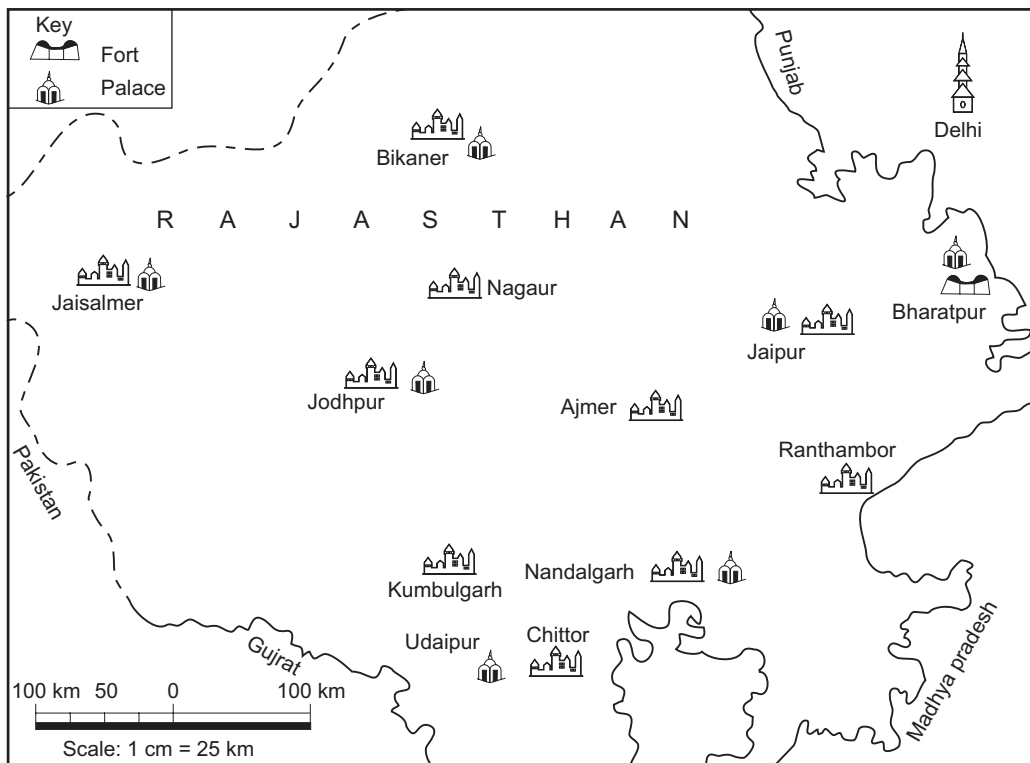 Key
Fort
Palace
Punjab
Delhi
Bikaner
R A J A S T H A N
Jaisalmer
Nagaur
Bharatpur
Jaipur
Jodhpur
Ajmer
Ranthambor
Pakistan
Kumbulgarh
Nandalgarh
Udaipur
Chittor
Gujrat
Madhya pradesh
100 km 50 0 100 km
Scale: 1 cm = 25 km